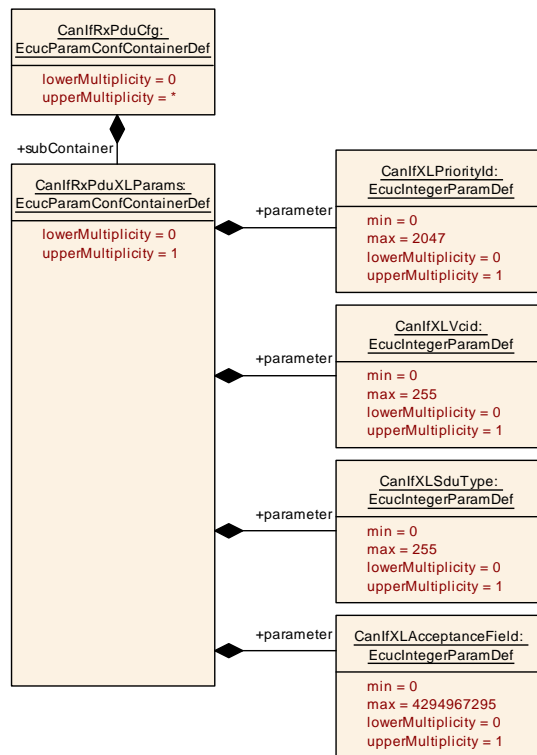 CanIfRxPduCfg:
EcucParamConfContainerDef
lowerMultiplicity = 0
upperMultiplicity = *
+subContainer
CanIfRxPduXLParams:
EcucParamConfContainerDef
lowerMultiplicity = 0
upperMultiplicity = 1
+parameter
CanIfXLPriorityId:
EcucIntegerParamDef
min = 0
max = 2047
lowerMultiplicity = 0
upperMultiplicity = 1
+parameter
CanIfXLVcid:
EcucIntegerParamDef
min = 0
max = 255
lowerMultiplicity = 0
upperMultiplicity = 1
+parameter
CanIfXLSduType:
EcucIntegerParamDef
min = 0
max = 255
lowerMultiplicity = 0
upperMultiplicity = 1
+parameter
CanIfXLAcceptanceField:
EcucIntegerParamDef
min = 0
max = 4294967295
lowerMultiplicity = 0
upperMultiplicity = 1